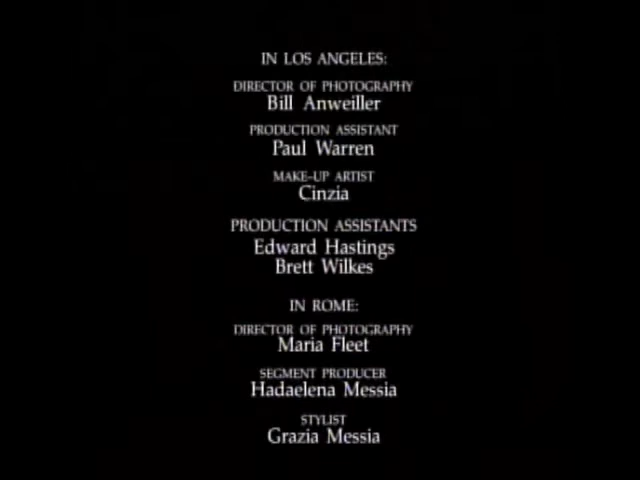 IN LOS ANGELES:
DIRECTOR OF PHOTOGRAPHY
Bill Anweiller
PRODUCTION ASSISTANT
Paul Warren
MAKE-UP ARTIST
Cinzia
PRODUCTION ASSISTANTS
Edward Hastings
Brett Wilkes
IN ROME:
DIRECTOR OF PHOTOGRAPHY
Maria Fleet
SEGMENT PRODUCER
Hadaelena Messia
STYLIST
Grazia Messia